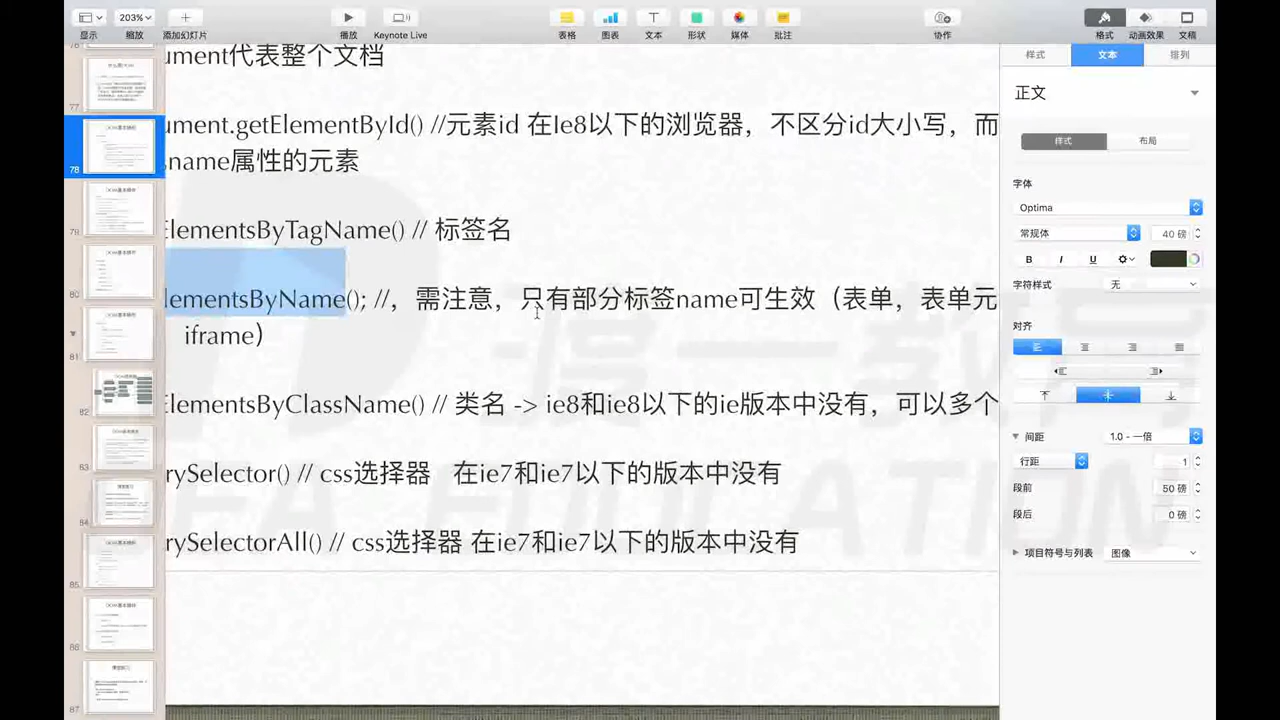 203%
显示
缩放
添加幻灯片
播放
Keynote Live
表格
图表
文本
形状
媒体
批注
协作
格式
动画效果
文稿
ument代表整个文档
ument.getElementById() //元素id 在Ie8以下的浏览器，不区分id大小写，而
name属性的元素
ElementsByTagName() // 标签名
lementsByName(); //，需注意，只有部分标签name可生效（表单，表单元
iframe）
ElementsByClassName() // 类名 -> ie8和ie8以下的ie版本中没有，可以多个
rySelector() // css选择器 在ie7和ie7以下的版本中没有
rySelectorAll() // css选择器 在ie7和ie7以下的版本中没有
77
78
79
80
81
82
83
84
85
86
87
样式
文本
排列
正文
样式
布局
字体
Optima
常规体
40 磅
B I U
字符样式
无
对齐
间距
1.0 - 一倍
行距
1
段前
50 磅
段后
0 磅
项目符号与列表
图像